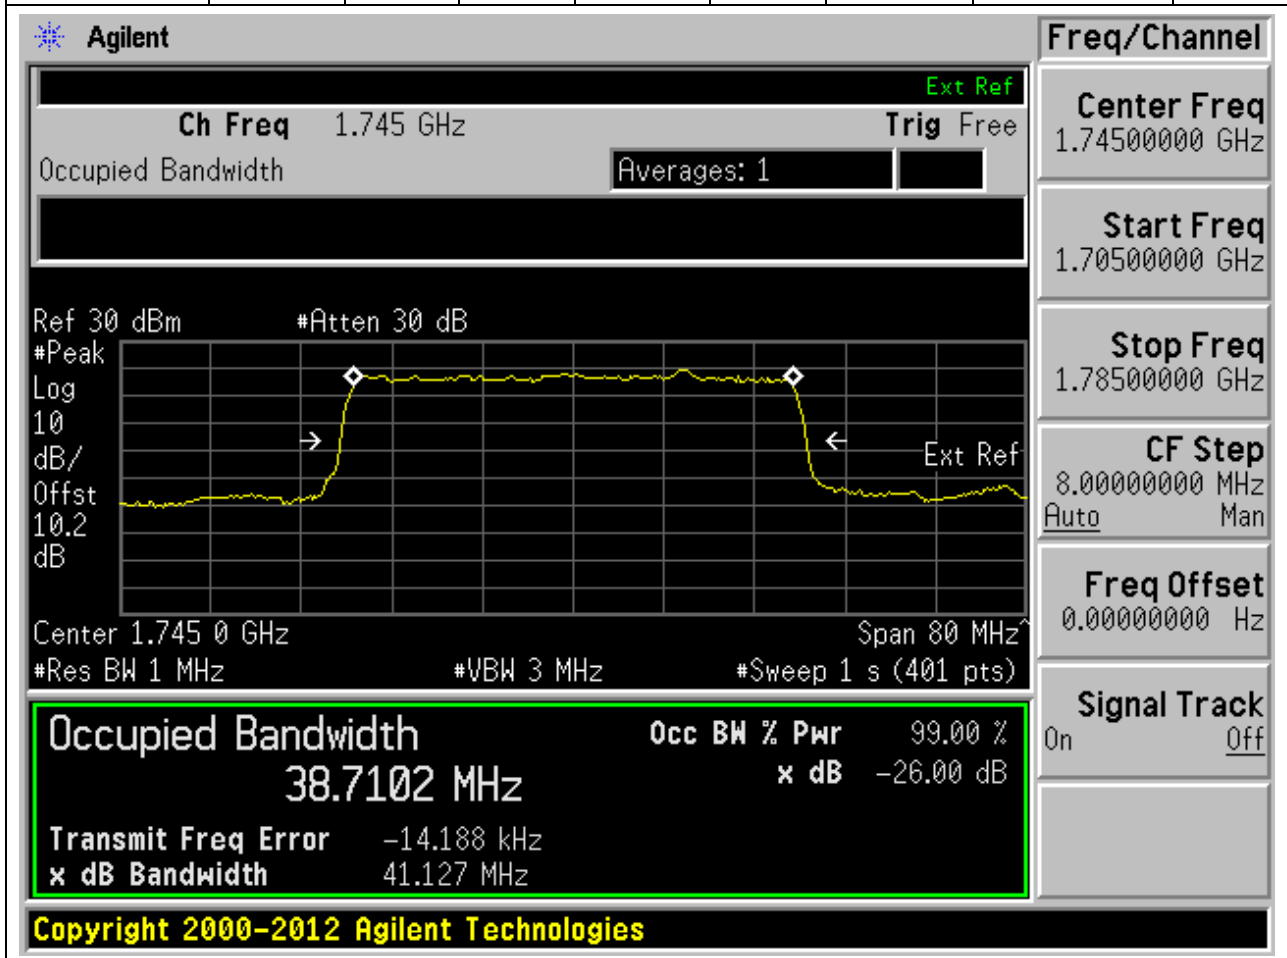 Agilent
Freq/Channel
Ext Ref
Ch Freq 1.745 GHz Trig Free
Occupied Bandwidth Averages: 1
Center Freq
1.74500000 GHz
Start Freq
1.70500000 GHz
Stop Freq
1.78500000 GHz
CF Step
8.00000000 MHz
Auto Man
Freq Offset
0.00000000 Hz
Signal Track
On Off
Ref 30 dBm #Atten 30 dB
#Peak
Log
10
dB/
Offst
10.2
dB
Ext Ref
Center 1.745 0 GHz Span 80 MHz^
#Res BW 1 MHz #VBW 3 MHz #Sweep 1 s (401 pts)
Occupied Bandwidth
38.7102 MHz
Occ BW % Pwr 99.00 %
x dB -26.00 dB
Transmit Freq Error -14.188 kHz
x dB Bandwidth 41.127 MHz
Copyright 2000-2012 Agilent Technologies